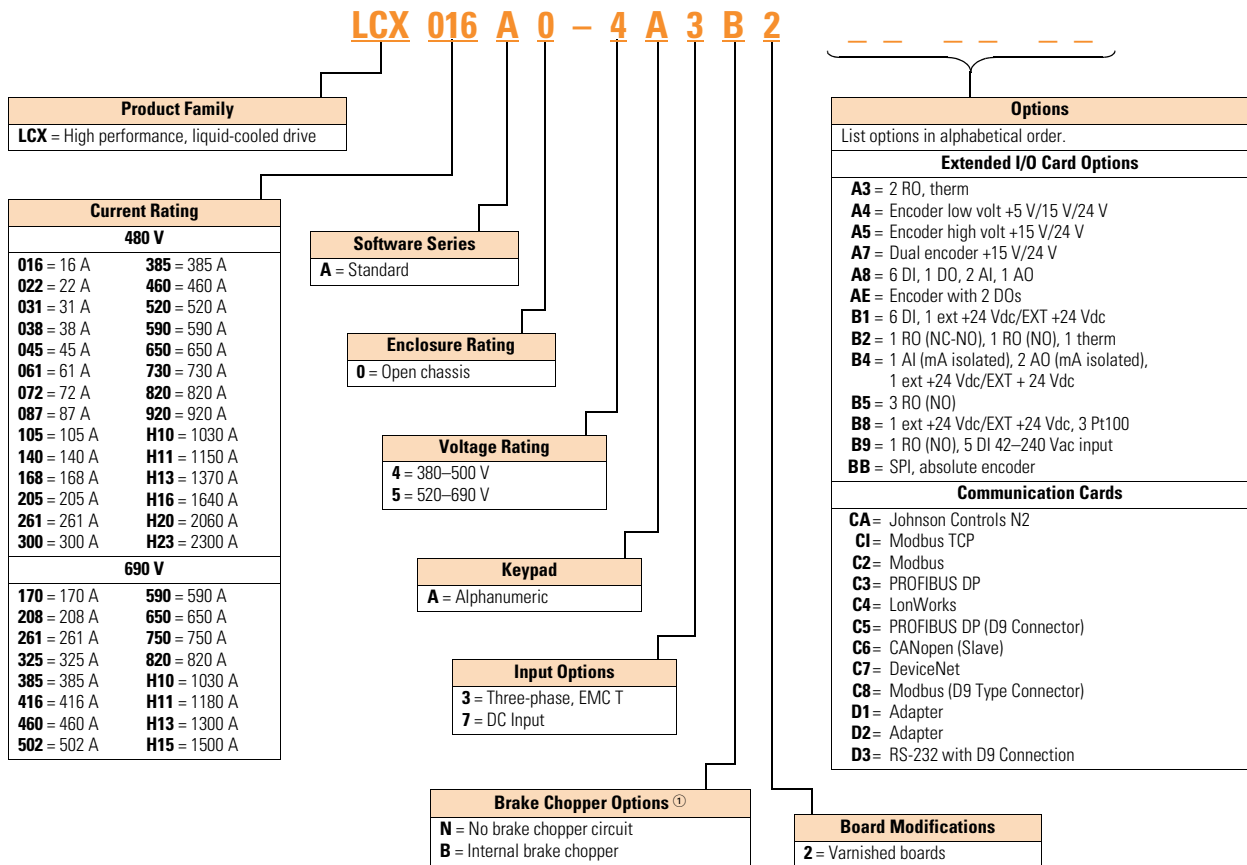 LCX 016 A 0 – 4 A 3 B 2 _ _ _ _ _ _
Product Family
LCX = High performance, liquid-cooled drive
Current Rating
480 V
016 = 16 A 385 = 385 A
022 = 22 A 460 = 460 A
031 = 31 A 520 = 520 A
038 = 38 A 590 = 590 A
045 = 45 A 650 = 650 A
061 = 61 A 730 = 730 A
072 = 72 A 820 = 820 A
087 = 87 A 920 = 920 A
105 = 105 A H10 = 1030 A
140 = 140 A H11 = 1150 A
168 = 168 A H13 = 1370 A
205 = 205 A H16 = 1640 A
261 = 261 A H20 = 2060 A
300 = 300 A H23 = 2300 A
690 V
170 = 170 A 590 = 590 A
208 = 208 A 650 = 650 A
261 = 261 A 750 = 750 A
325 = 325 A 820 = 820 A
385 = 385 A H10 = 1030 A
416 = 416 A H11 = 1180 A
460 = 460 A H13 = 1300 A
502 = 502 A H15 = 1500 A
Software Series
A = Standard
Enclosure Rating
0 = Open chassis
Voltage Rating
4 = 380–500 V
5 = 520–690 V
Keypad
A = Alphanumeric
Input Options
3 = Three-phase, EMC T
7 = DC Input
Brake Chopper Options ①
N = No brake chopper circuit
B = Internal brake chopper
Board Modifications
2 = Varnished boards
Options
List options in alphabetical order.
Extended I/O Card Options
A3 = 2 RO, therm
A4 = Encoder low volt +5 V/15 V/24 V
A5 = Encoder high volt +15 V/24 V
A7 = Dual encoder +15 V/24 V
A8 = 6 DI, 1 DO, 2 AI, 1 AO
AE = Encoder with 2 DOs
B1 = 6 DI, 1 ext +24 Vdc/EXT +24 Vdc
B2 = 1 RO (NC-NO), 1 RO (NO), 1 therm
B4 = 1 AI (mA isolated), 2 AO (mA isolated),
1 ext +24 Vdc/EXT + 24 Vdc
B5 = 3 RO (NO)
B8 = 1 ext +24 Vdc/EXT +24 Vdc, 3 Pt100
B9 = 1 RO (NO), 5 DI 42–240 Vac input
BB = SPI, absolute encoder
Communication Cards
CA = Johnson Controls N2
CI = Modbus TCP
C2 = Modbus
C3 = PROFIBUS DP
C4 = LonWorks
C5 = PROFIBUS DP (D9 Connector)
C6 = CANopen (Slave)
C7 = DeviceNet
C8 = Modbus (D9 Type Connector)
D1 = Adapter
D2 = Adapter
D3 = RS-232 with D9 Connection